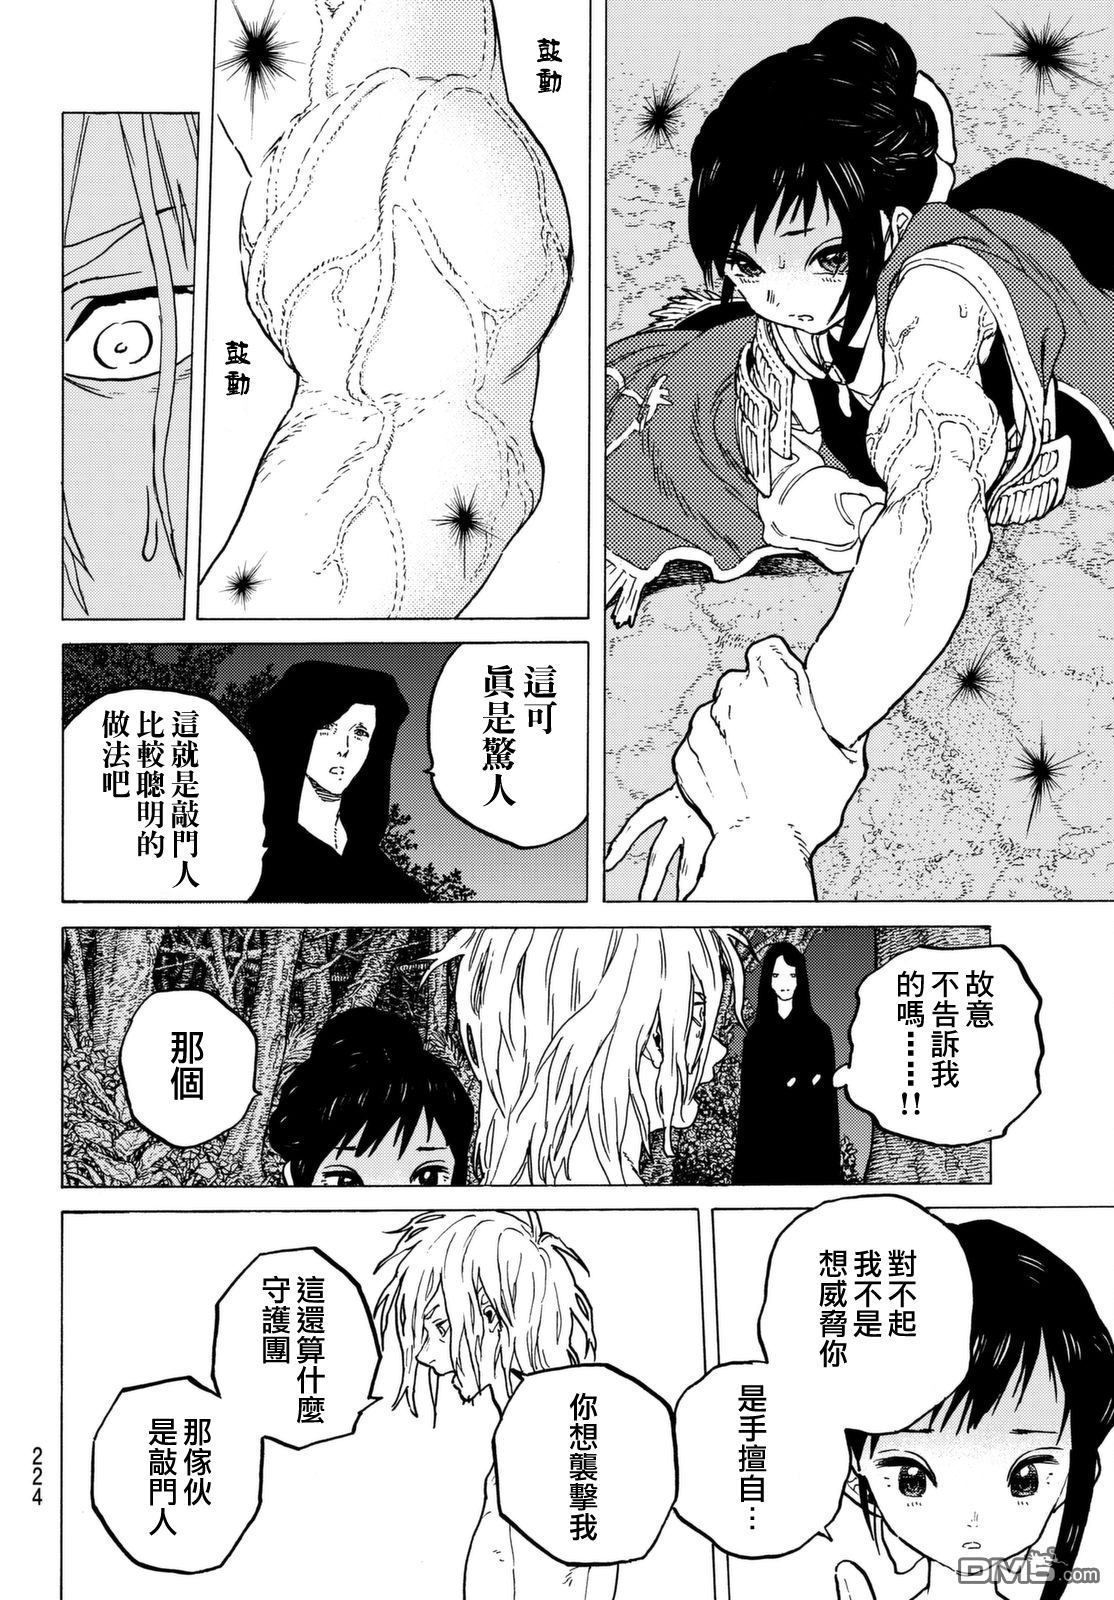 鼓動
鼓動
這可
眞是驚人
這就是敲門人
比較聰明的
做法吧
故意
不告訴我
的嗎……!!
那個
對不起
我不是
想威脅你
是手擅自…
你想襲擊我
這還算什麼
守護團
那傢伙
是敲門人
224
DM5.com